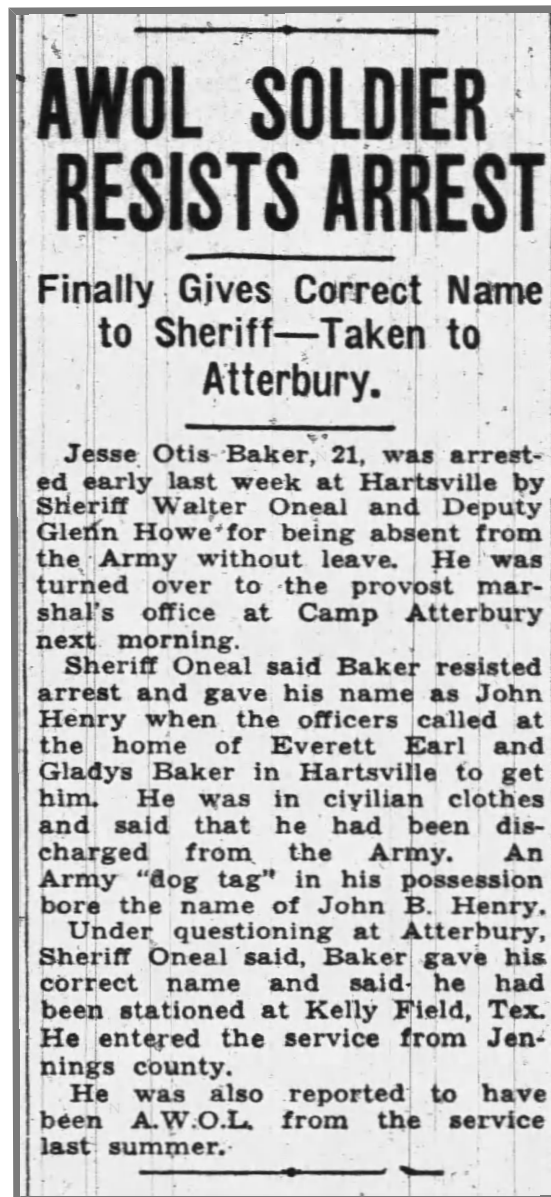 AWOL SOLDIER
RESISTS ARREST
Finally Gives Correct Name
to Sheriff—Taken to
Atterbury.
Jesse Otis Baker, 21, was arrest-
ed early last week at Hartsville by
Sheriff Walter Oneal and Deputy
Glenn Howe for being absent from
the Army without leave. He was
turned over to the provost mar-
shal's office at Camp Atterbury
next morning.
Sheriff Oneal said Baker resisted
arrest and gave his name as John
Henry when the officers called at
the home of Everett Earl and
Gladys Baker in Hartsville to get
him. He was in civilian clothes
and said that he had been dis-
charged from the Army. An
Army "dog tag" in his possession
bore the name of John B. Henry.
Under questioning at Atterbury,
Sheriff Oneal said, Baker gave his
correct name and said he had
been stationed at Kelly Field, Tex.
He entered the service from Jen-
nings county.
He was also reported to have
been A.W.O.L. from the service
last summer.